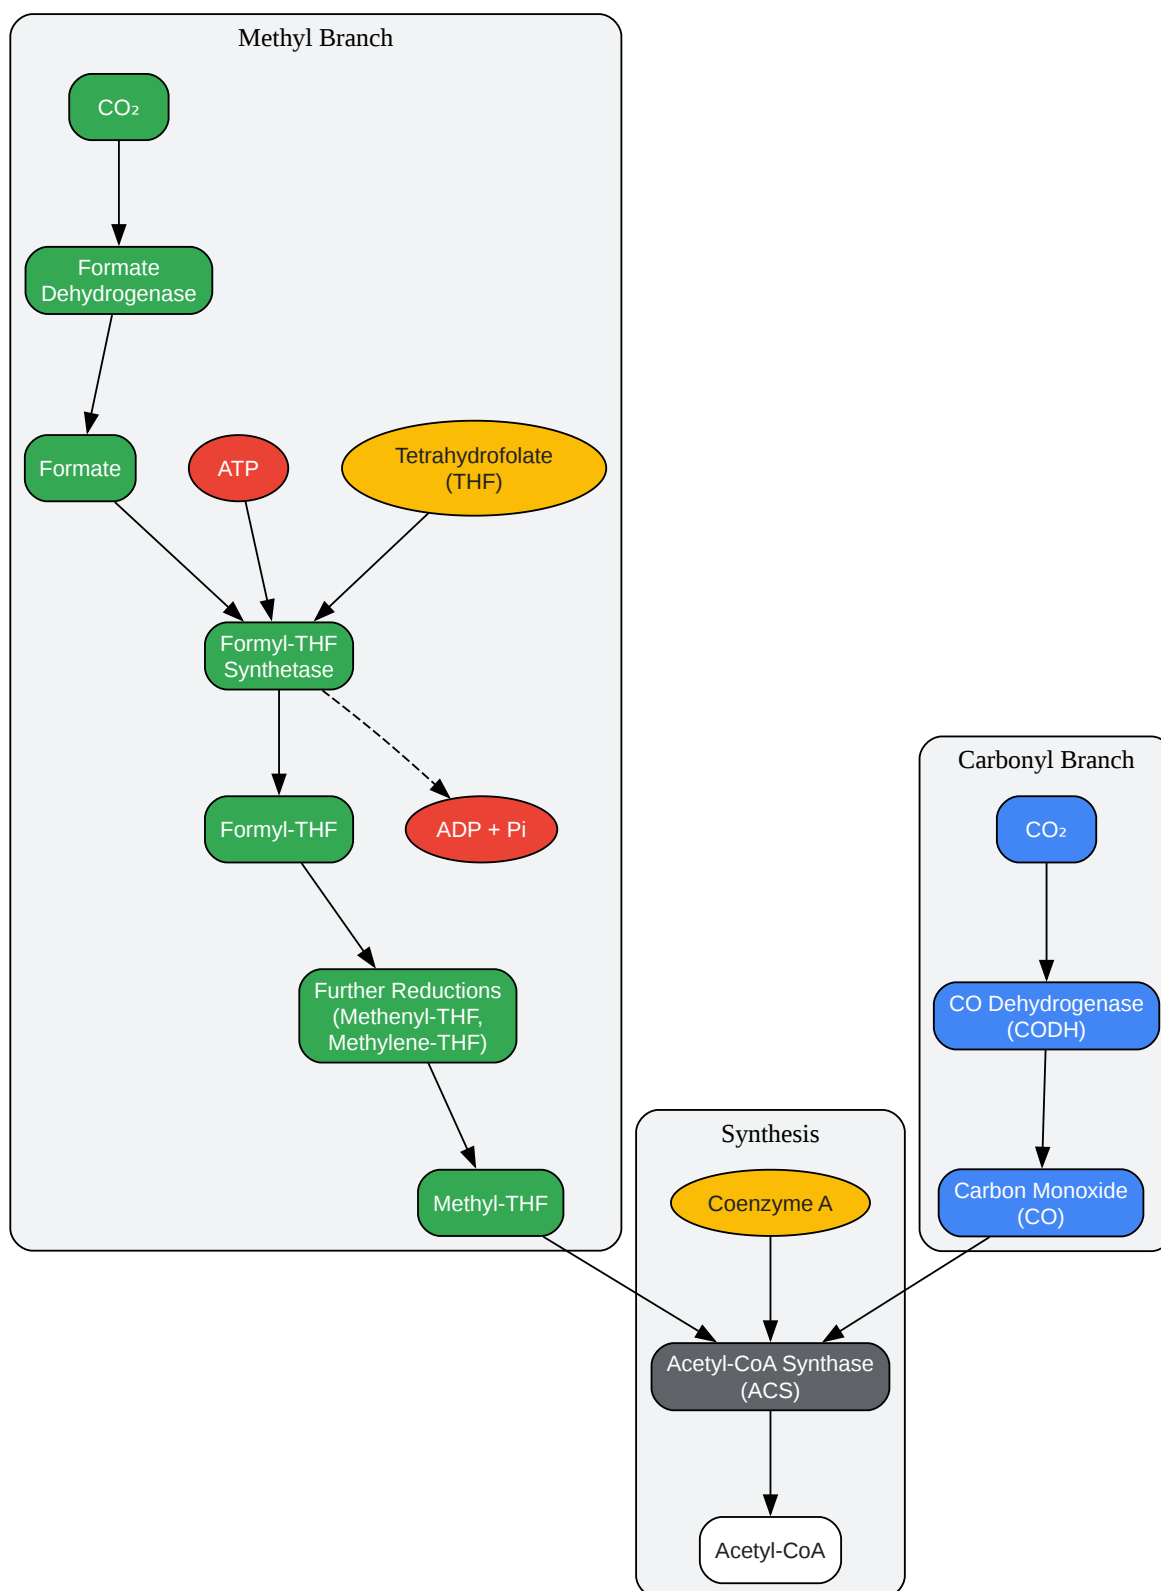 Methyl Branch
CO₂
Formate
Dehydrogenase
Formate
ATP
Tetrahydrofolate
(THF)
Formyl-THF
Synthetase
Formyl-THF
ADP + Pi
Further Reductions
(Methenyl-THF,
Methylene-THF)
Methyl-THF
Carbonyl Branch
CO₂
CO Dehydrogenase
(CODH)
Carbon Monoxide
(CO)
Synthesis
Coenzyme A
Acetyl-CoA Synthase
(ACS)
Acetyl-CoA